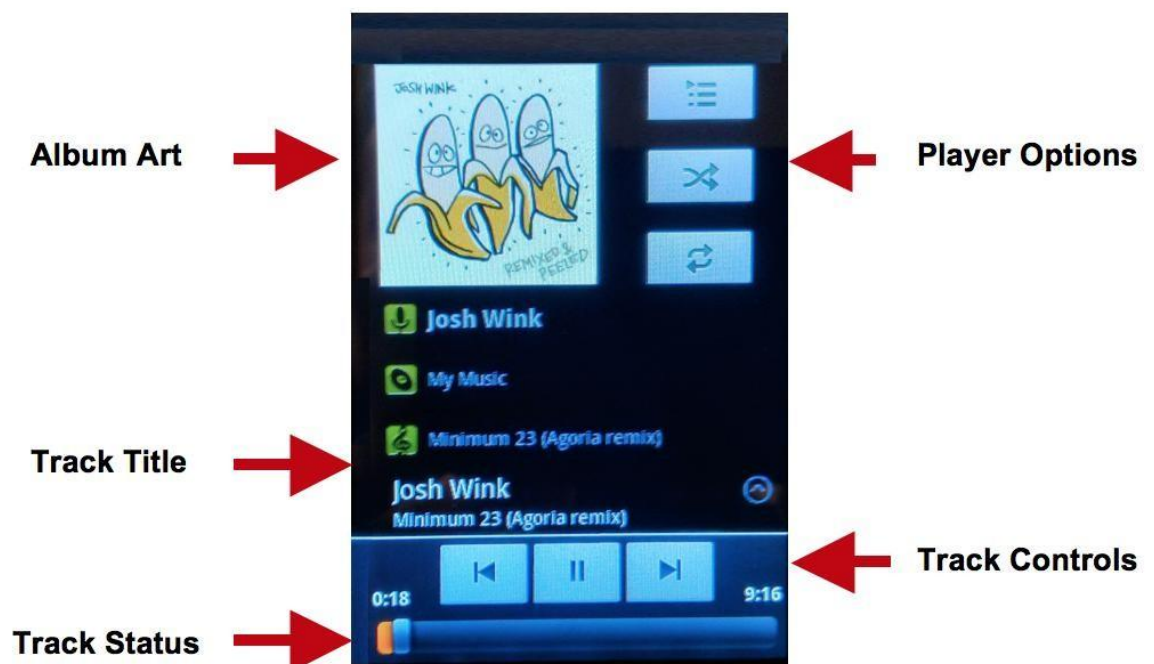 JOSH WINK
REMIXED &
PEELED
Album Art
Player Options
Josh Wink
My Music
Minimum 23 (Agoria remix)
Track Title
Josh Wink
Minimum 23 (Agoria remix)
Track Controls
0:18
9:16
Track Status